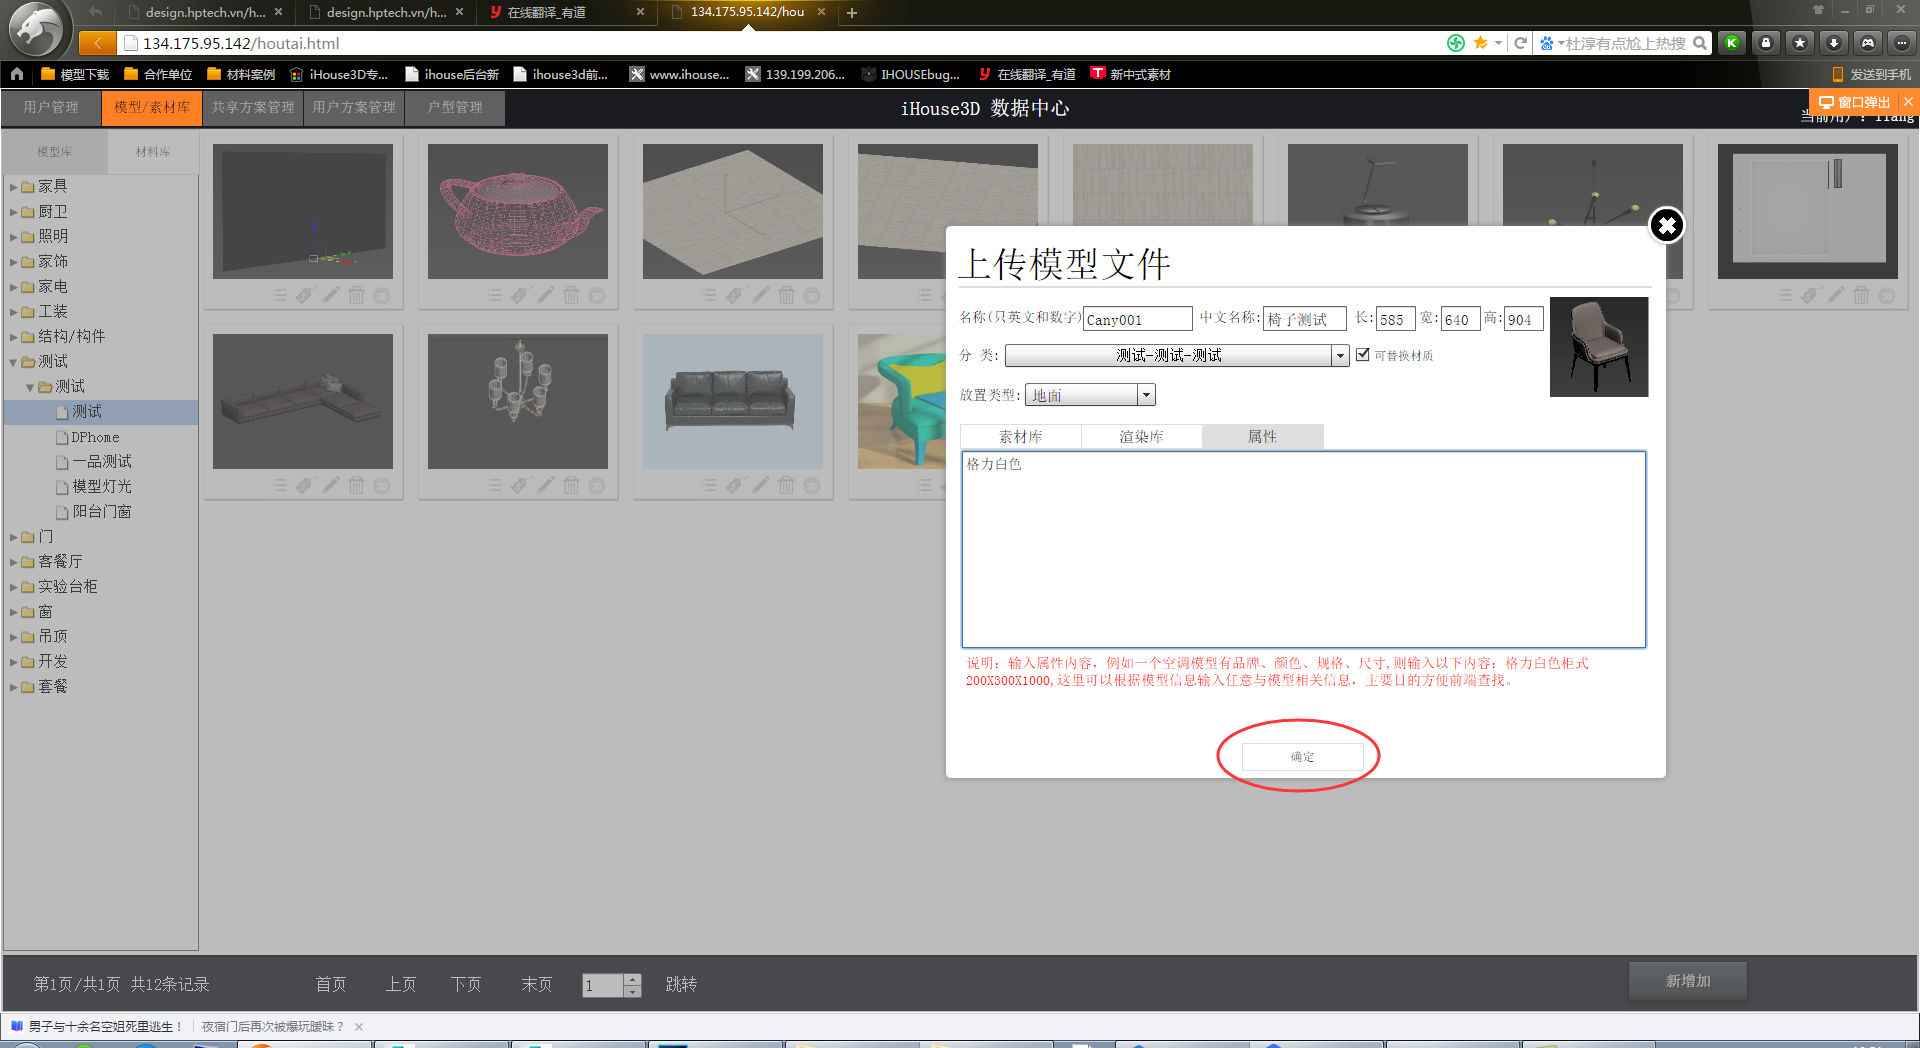 design.hptech.vn/h...
design.hptech.vn/h...
在线翻译_有道
134.175.95.142/hou
134.175.95.142/houtai.html
杜淳有点尬上热搜
模型下载
合作单位
材料案例
iHouse3D专...
ihouse后台新
ihouse3d前...
www.ihouse...
139.199.206...
IHOUSEbug...
在线翻译_有道
新中式素材
发送到手机
用户管理
模型/素材库
共享方案管理
用户方案管理
户型管理
iHouse3D 数据中心
窗口弹出
模型库
材料库
家具
厨卫
照明
家饰
家电
工装
结构/构件
测试
测试
测试
DPhome
一品测试
模型灯光
阳台门窗
门
客餐厅
实验台柜
窗
吊顶
开发
套餐
上传模型文件
名称(只英文和数字) Cany001 中文名称: 椅子测试 长: 585 宽: 640 高: 904
分 类: 测试-测试-测试 可替换材质
放置类型: 地面
素材库 渲染库 属性
格力白色
说明：输入属性内容，例如一个空调模型有品牌、颜色、规格、尺寸,则输入以下内容：格力白色柜式
200X300X1000,这里可以根据模型信息输入任意与模型相关信息，主要目的方便前端查找。
确定
第1页/共1页 共12条记录 首页 上页 下页 末页 1 跳转
新增加
男子与十余名空姐死里逃生！ 夜宿门后再次被爆玩暧昧？